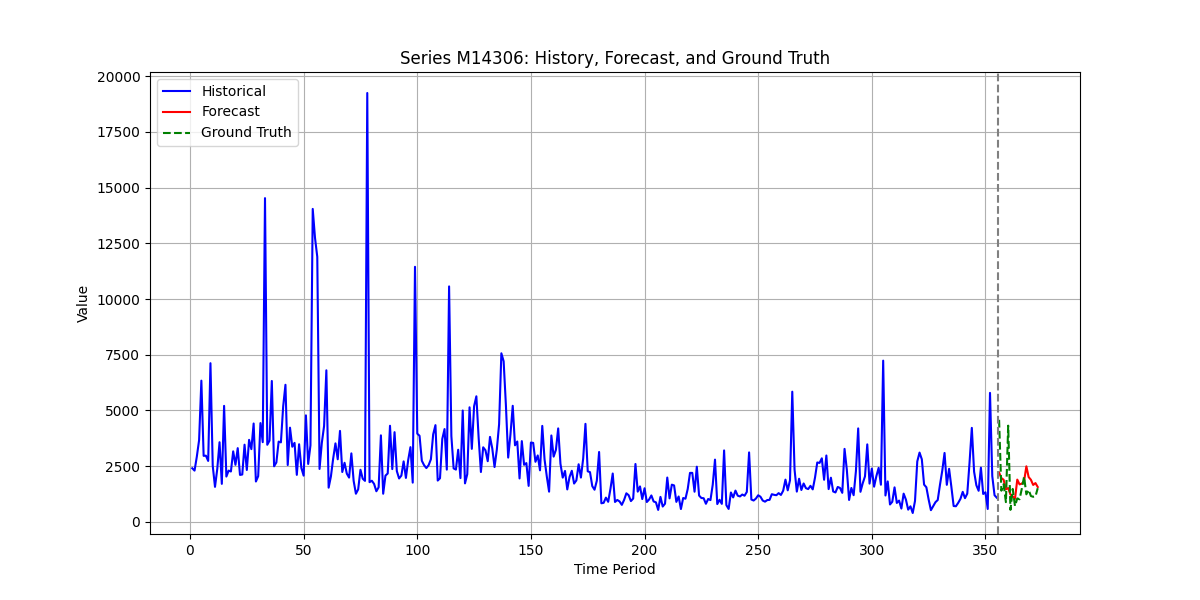 Series M14306: History, Forecast, and Ground Truth
20000
17500
15000
12500
10000
7500
5000
2500
0
Value
Historical
Forecast
Ground Truth
0
50
100
150
200
250
300
350
Time Period